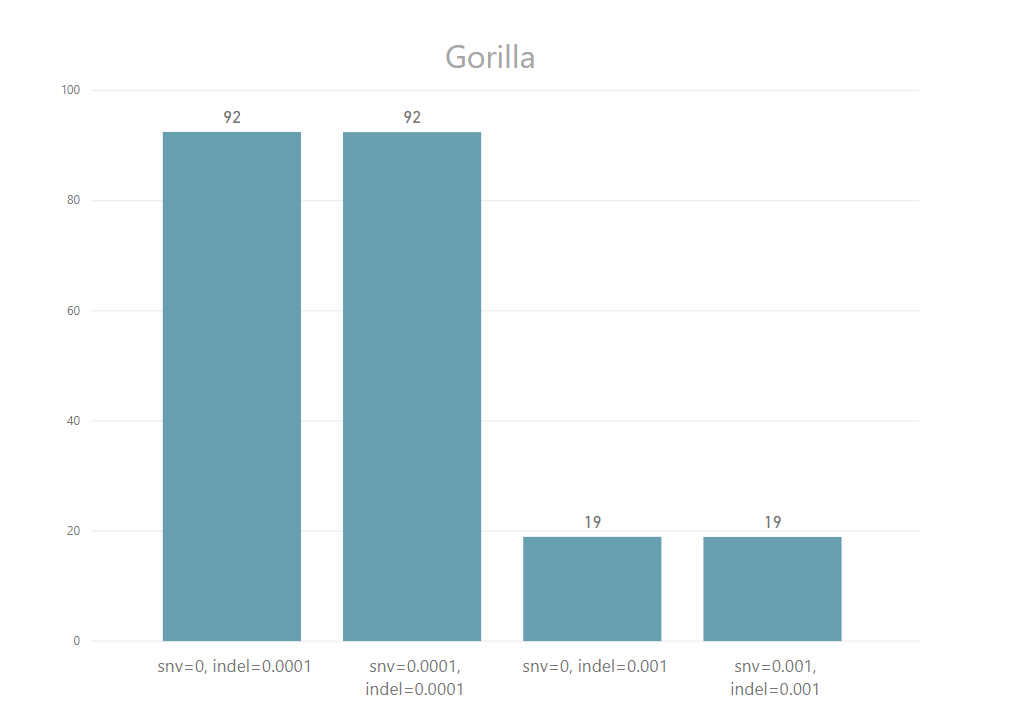 Gorilla
100
80
60
40
20
0
92
92
19
19
snv=0, indel=0.0001
snv=0.0001,
indel=0.0001
snv=0, indel=0.001
snv=0.001,
indel=0.001